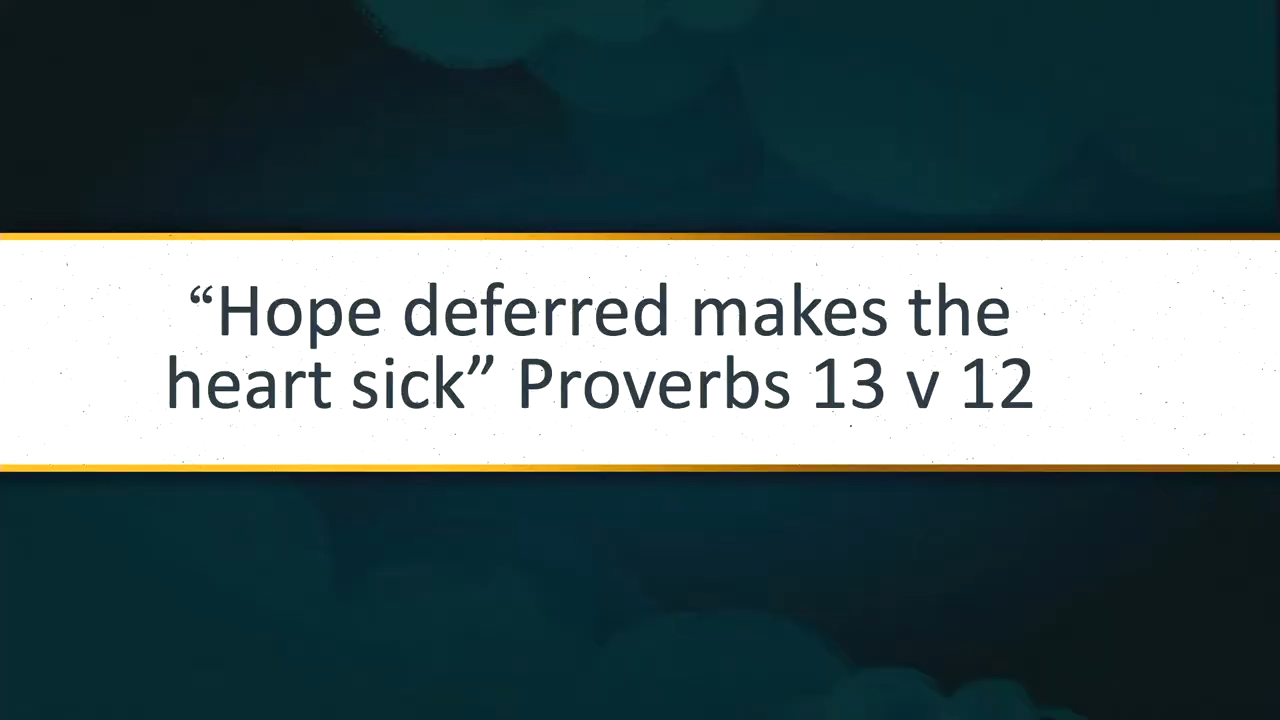 “Hope deferred makes the
heart sick” Proverbs 13 v 12